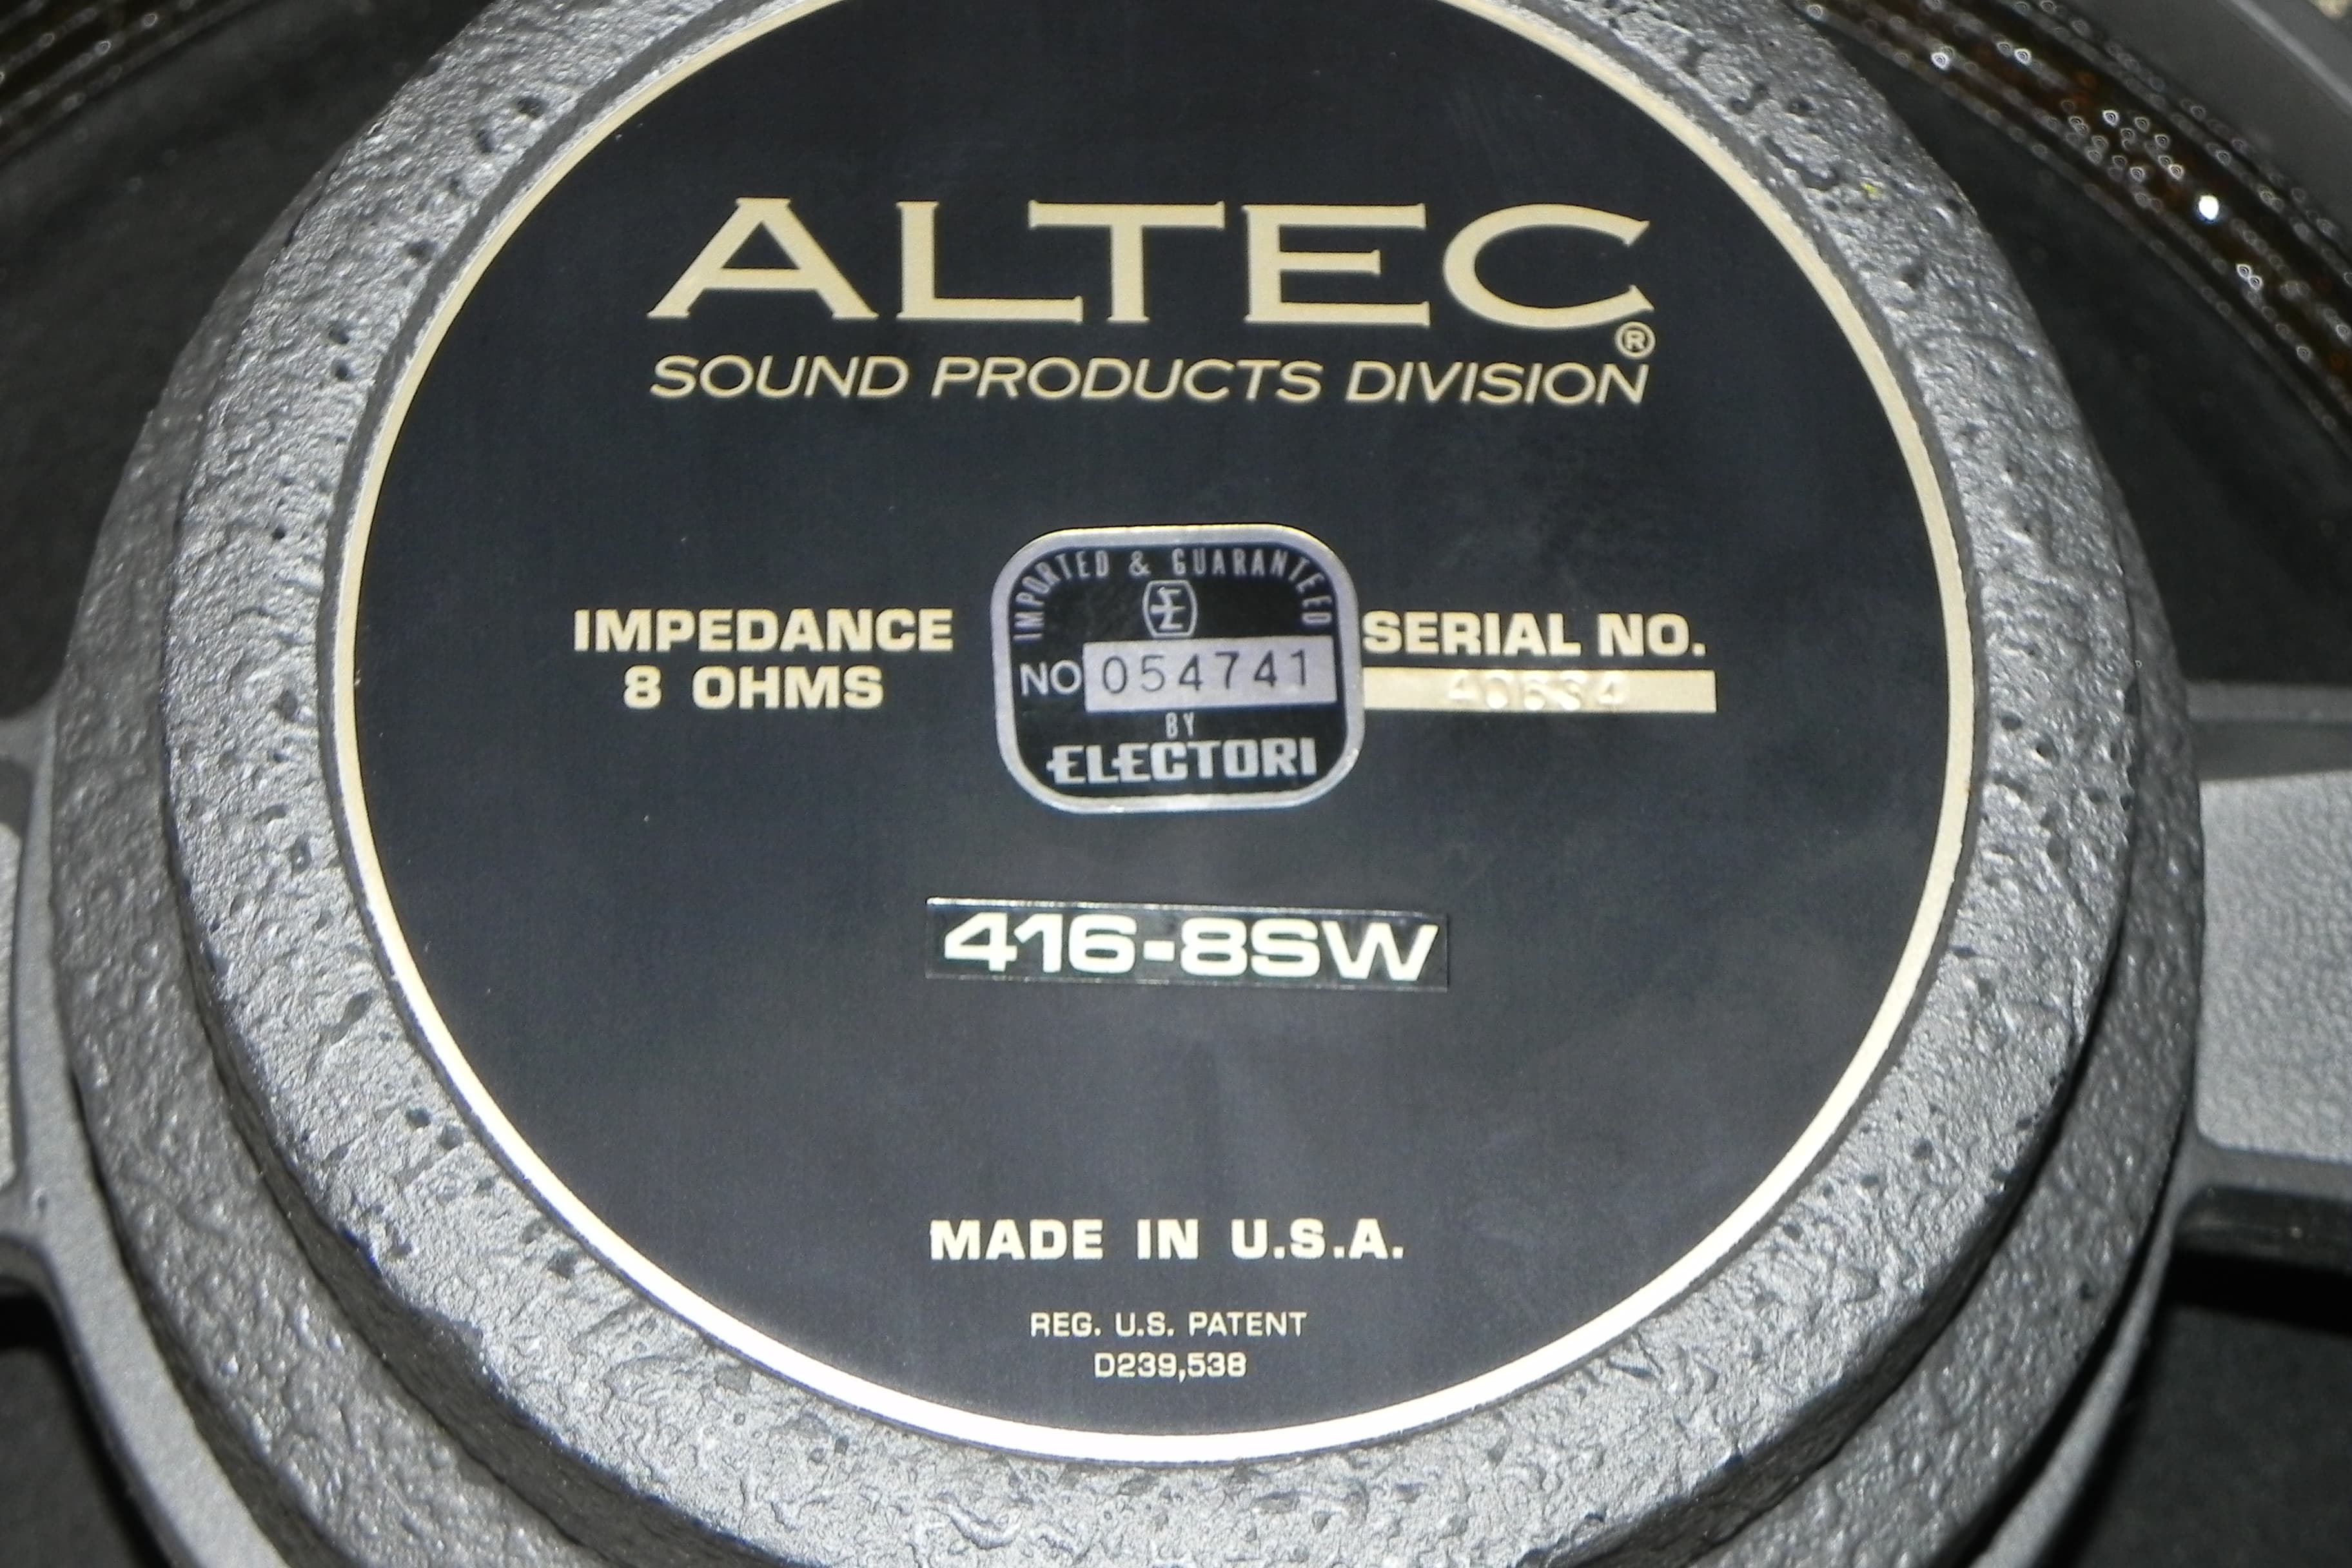 ALTEC®
SOUND PRODUCTS DIVISION
IMPEDANCE
8 OHMS
IMPORTED & GUARANTEED
NO 054741
BY
ELECTORI
SERIAL NO.
40634
416-8SW
MADE IN U.S.A.
REG. U.S. PATENT
D239,538